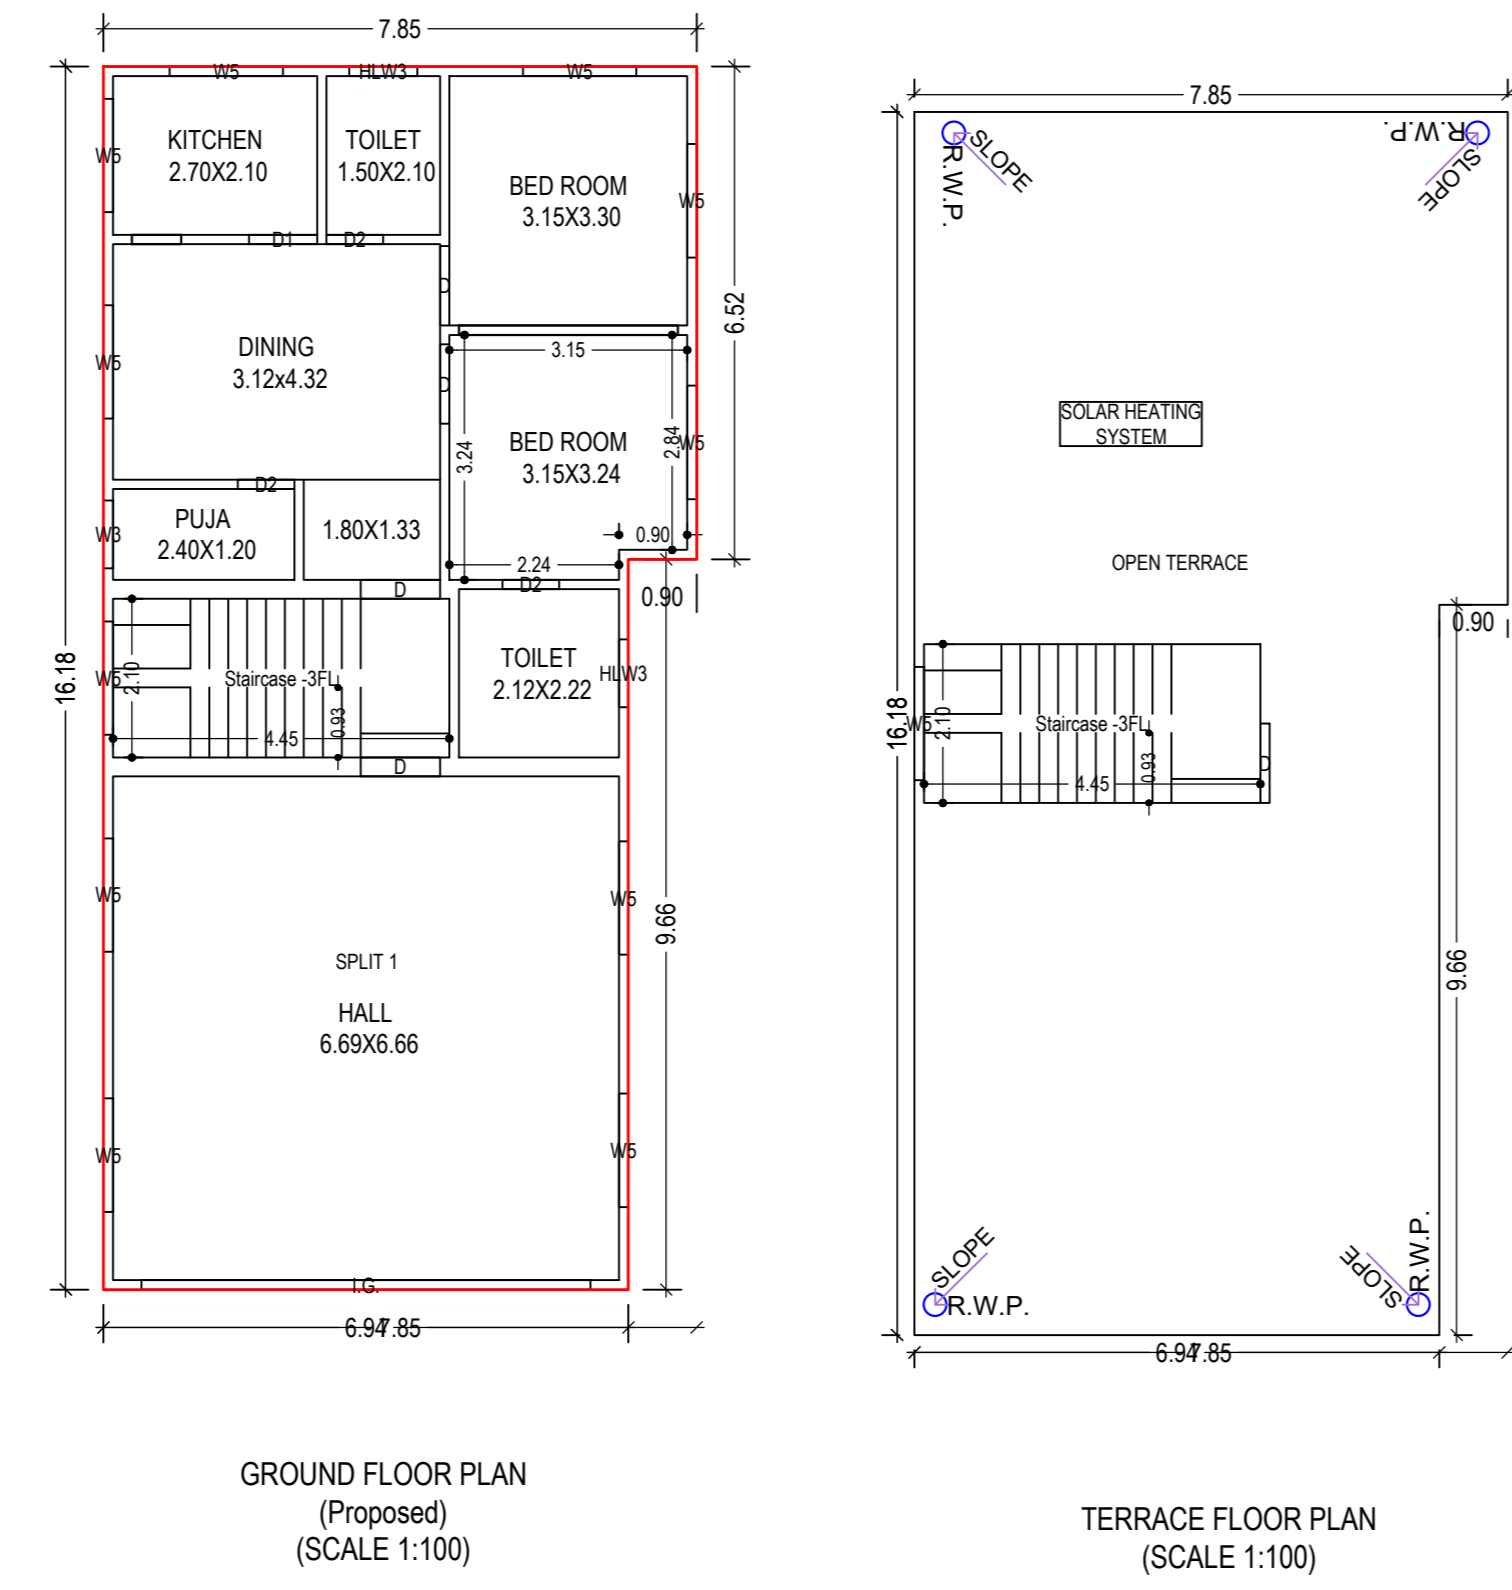 7.85
W5
HLW3
W5
KITCHEN
2.70X2.10
TOILET
1.50X2.10
BED ROOM
3.15X3.30
W5
W5
D1
D2
D
6.52
DINING
3.12x4.32
W5
3.15
D
BED ROOM
3.15X3.24
3.24
2.84
W5
D2
PUJA
2.40X1.20
W3
1.80X1.33
0.90
2.24
D2
0.90
D
16.18
W5
2.10
Staircase -3FL
0.93
4.45
TOILET
2.12X2.22
HLW3
D
W5
W5
9.66
SPLIT 1
HALL
6.69X6.66
W5
W5
I.G.
6.94
7.85
GROUND FLOOR PLAN
(Proposed)
(SCALE 1:100)
7.85
SLOPE
R.W.P.
R.W.P.
SLOPE
SOLAR HEATING
SYSTEM
OPEN TERRACE
0.90
16.18
W5
2.10
Staircase -3FL
0.93
4.45
D
9.66
SLOPE
R.W.P.
SLOPE
R.W.P.
6.94
7.85
TERRACE FLOOR PLAN
(SCALE 1:100)